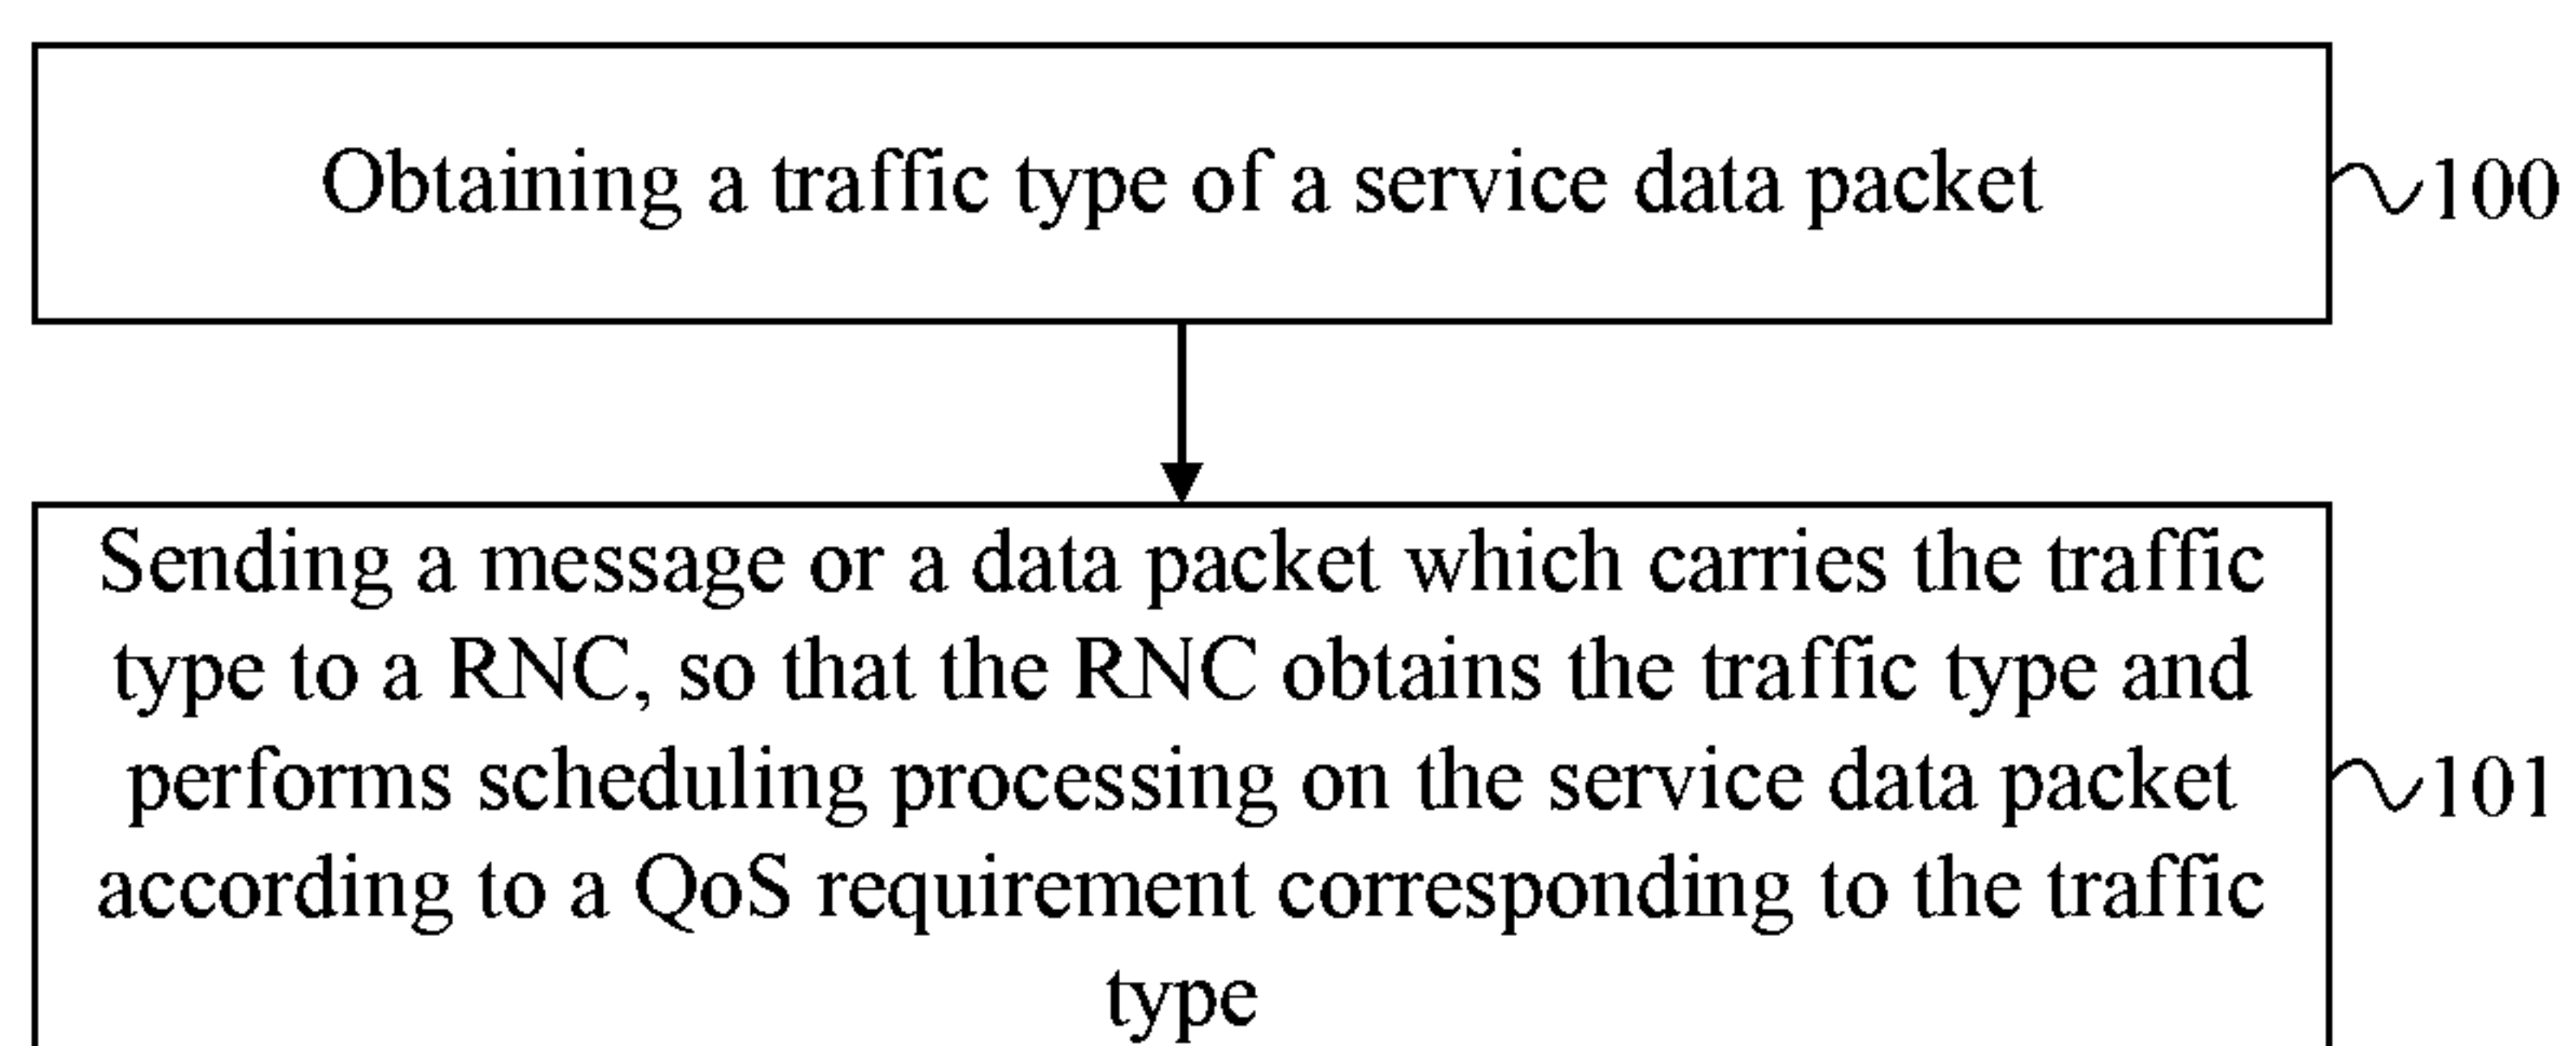 Obtaining a traffic type of a service data packet
100
Sending a message or a data packet which carries the traffic
type to a RNC, so that the RNC obtains the traffic type and
performs scheduling processing on the service data packet
according to a QoS requirement corresponding to the traffic
type
101